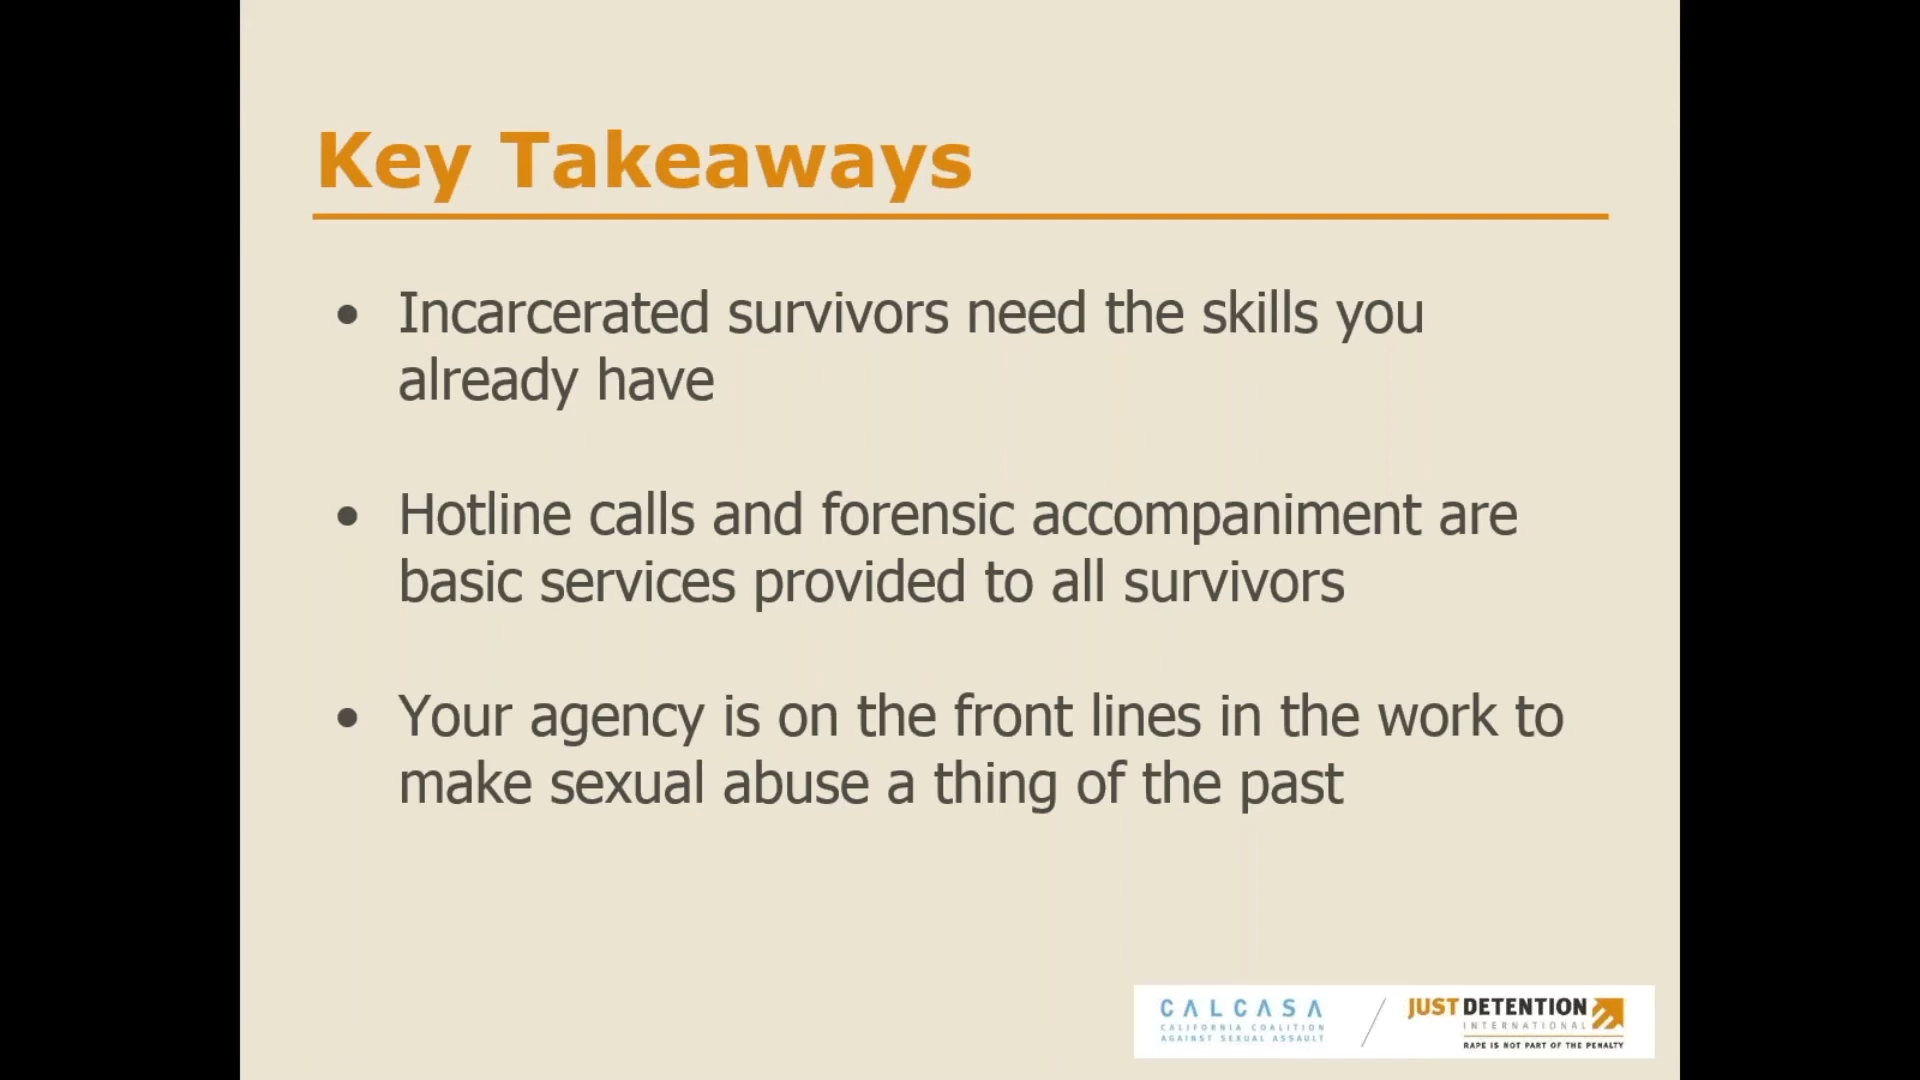 Key Takeaways
• Incarcerated survivors need the skills you
already have
• Hotline calls and forensic accompaniment are
basic services provided to all survivors
• Your agency is on the front lines in the work to
make sexual abuse a thing of the past
CALCASA
CALIFORNIA COALITION
AGAINST SEXUAL ASSAULT
JUST DETENTION
INTERNATIONAL
RAPE IS NOT PART OF THE PENALTY